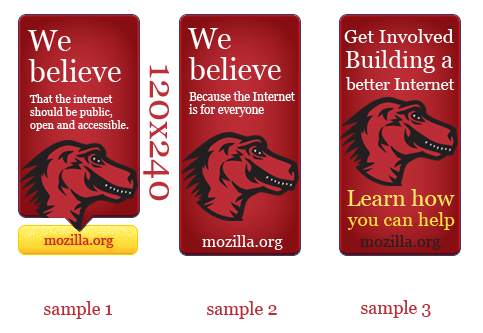 We
believe
That the internet
should be public,
open and accessible.
mozilla.org
sample 1
120x240
We
believe
Because the Internet
is for everyone
mozilla.org
sample 2
Get Involved
Building a
better Internet
Learn how
you can help
mozilla.org
sample 3